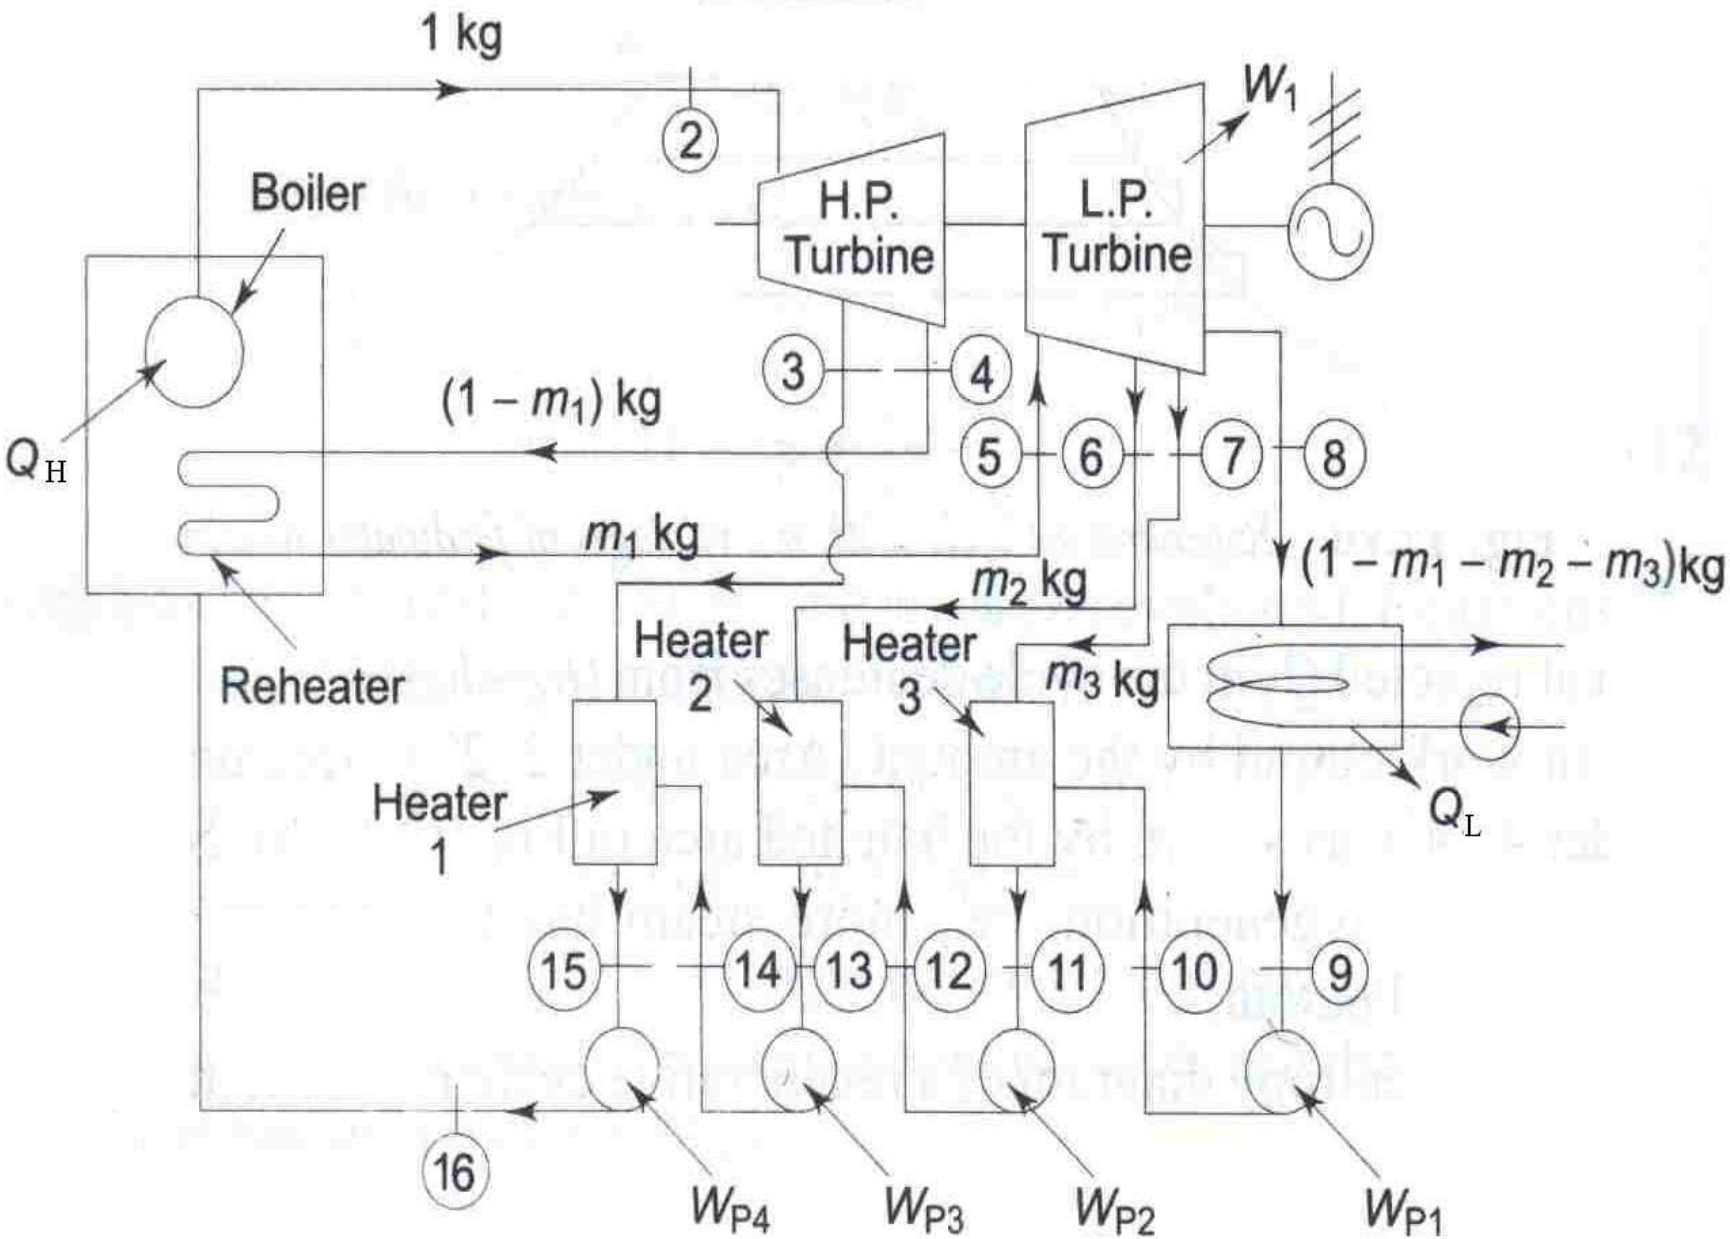 1 kg
2
W1
Boiler
H.P.
Turbine
L.P.
Turbine
3
4
(1 – m1) kg
QH
5
6
7
8
m1 kg
m2 kg
(1 – m1 – m2 – m3)kg
Reheater
Heater
2
Heater
3
m3 kg
Heater
1
QL
15
14
13
12
11
10
9
16
WP4
WP3
WP2
WP1